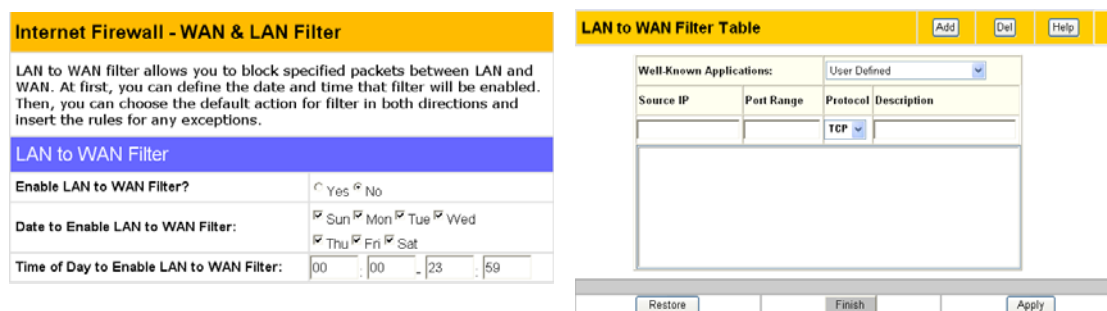 Internet Firewall - WAN & LAN Filter
LAN to WAN filter allows you to block specified packets between LAN and
WAN. At first, you can define the date and time that filter will be enabled.
Then, you can choose the default action for filter in both directions and
insert the rules for any exceptions.
LAN to WAN Filter
Enable LAN to WAN Filter? Yes No
Date to Enable LAN to WAN Filter: Sun Mon Tue Wed
Thu Fri Sat
Time of Day to Enable LAN to WAN Filter: 00 : 00 - 23 : 59
LAN to WAN Filter Table Add Del Help
Well-Known Applications: User Defined
Source IP Port Range Protocol Description
TCP
Restore Finish Apply